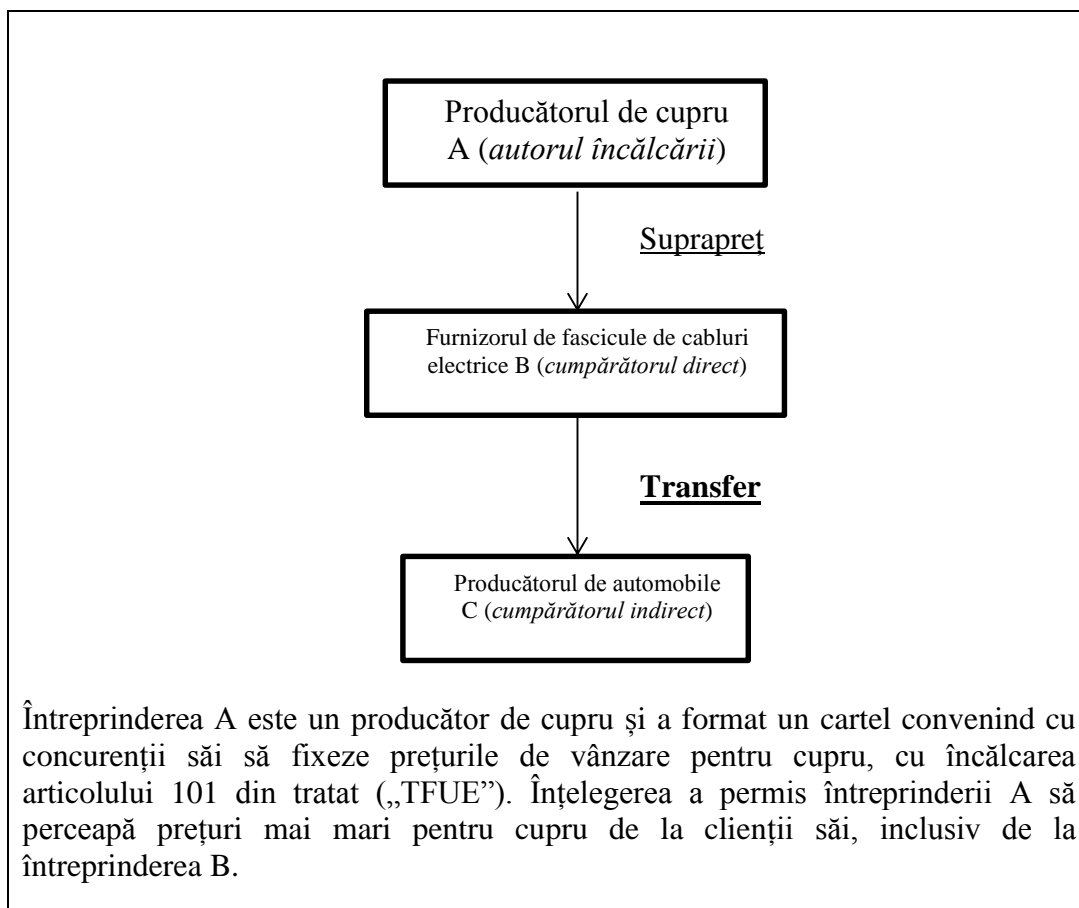 Producătorul de cupru
A (autorul încălcării)
Suprapreț
Furnizorul de fascicule de cabluri
electrice B (cumpărătorul direct)
Transfer
Producătorul de automobile
C (cumpărătorul indirect)
Întreprinderea A este un producător de cupru și a format un cartel convenind cu
concurenții săi să fixeze prețurile de vânzare pentru cupru, cu încălcarea
articolului 101 din tratat („TFUE”). Înțelegerea a permis întreprinderii A să
perceapă prețuri mai mari pentru cupru de la clienții săi, inclusiv de la
întreprinderea B.